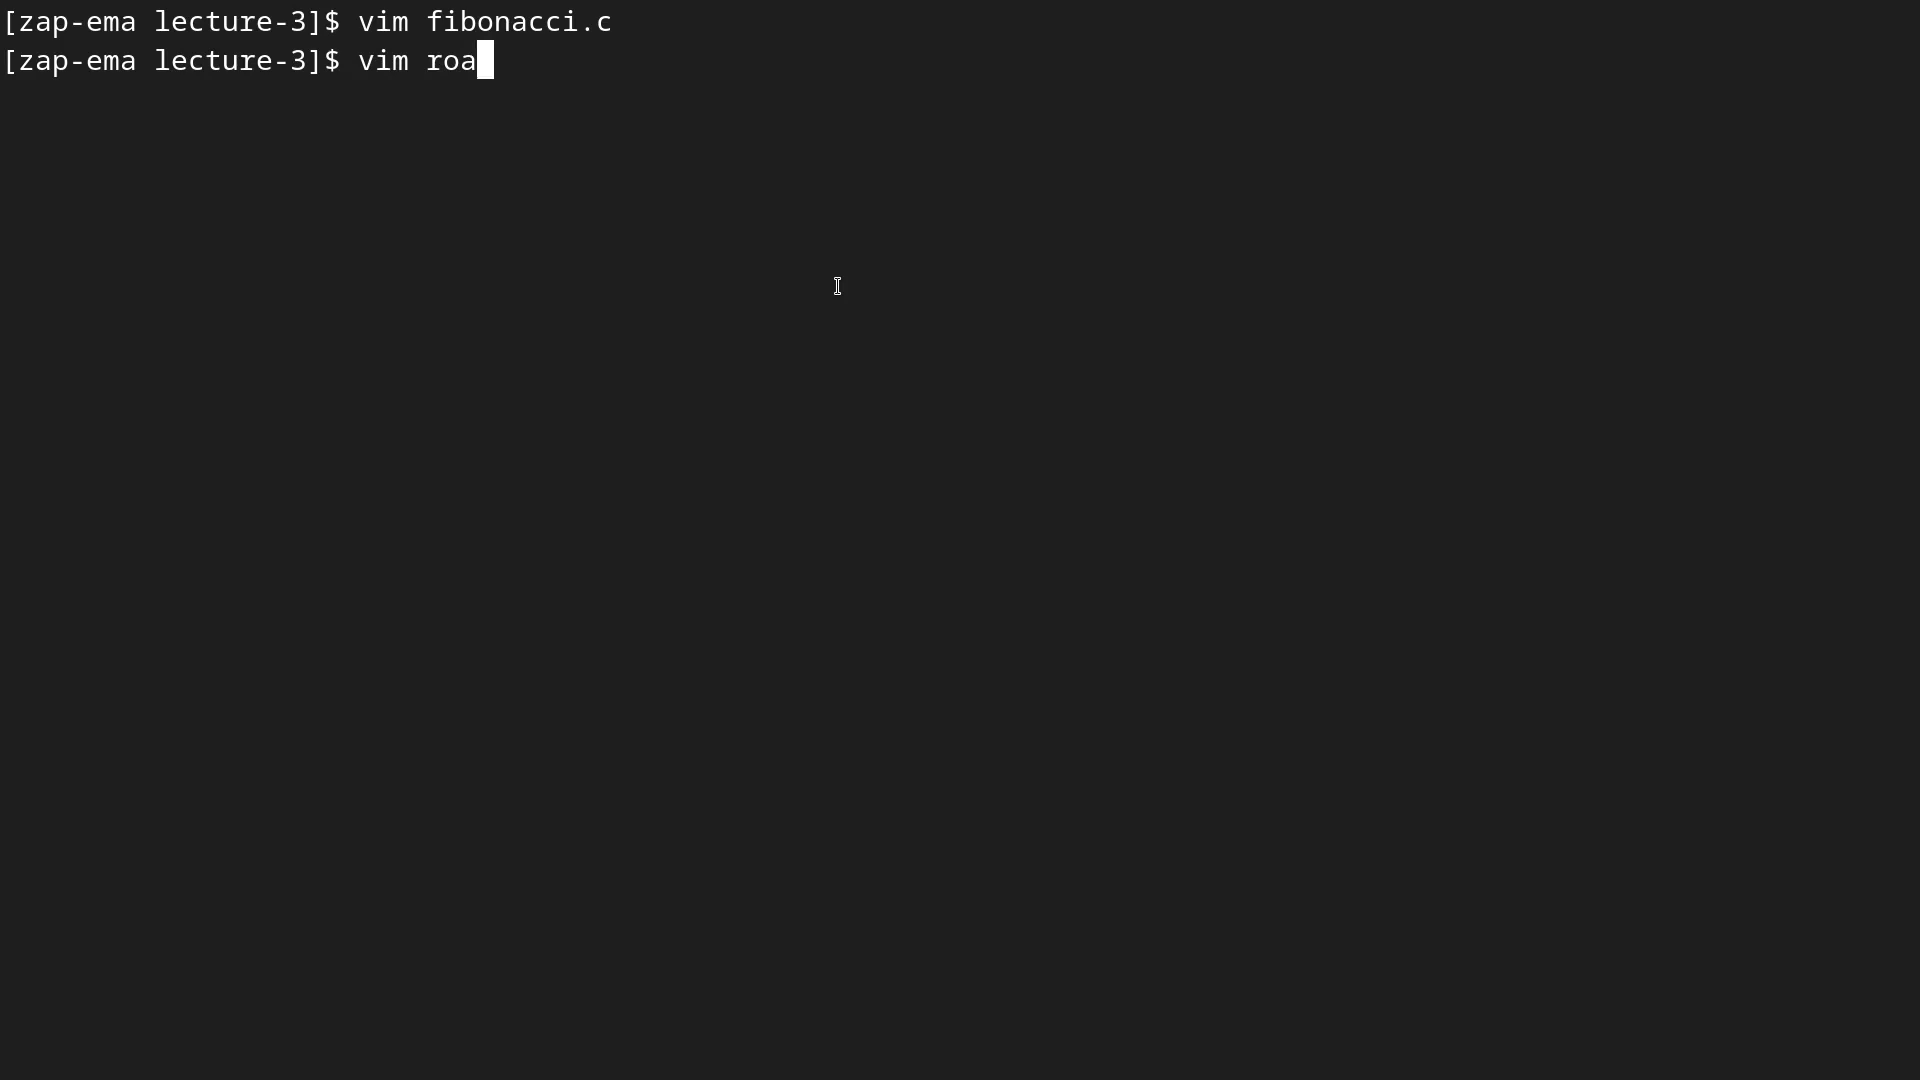 [zap-ema lecture-3]$ vim fibonacci.c
[zap-ema lecture-3]$ vim roa